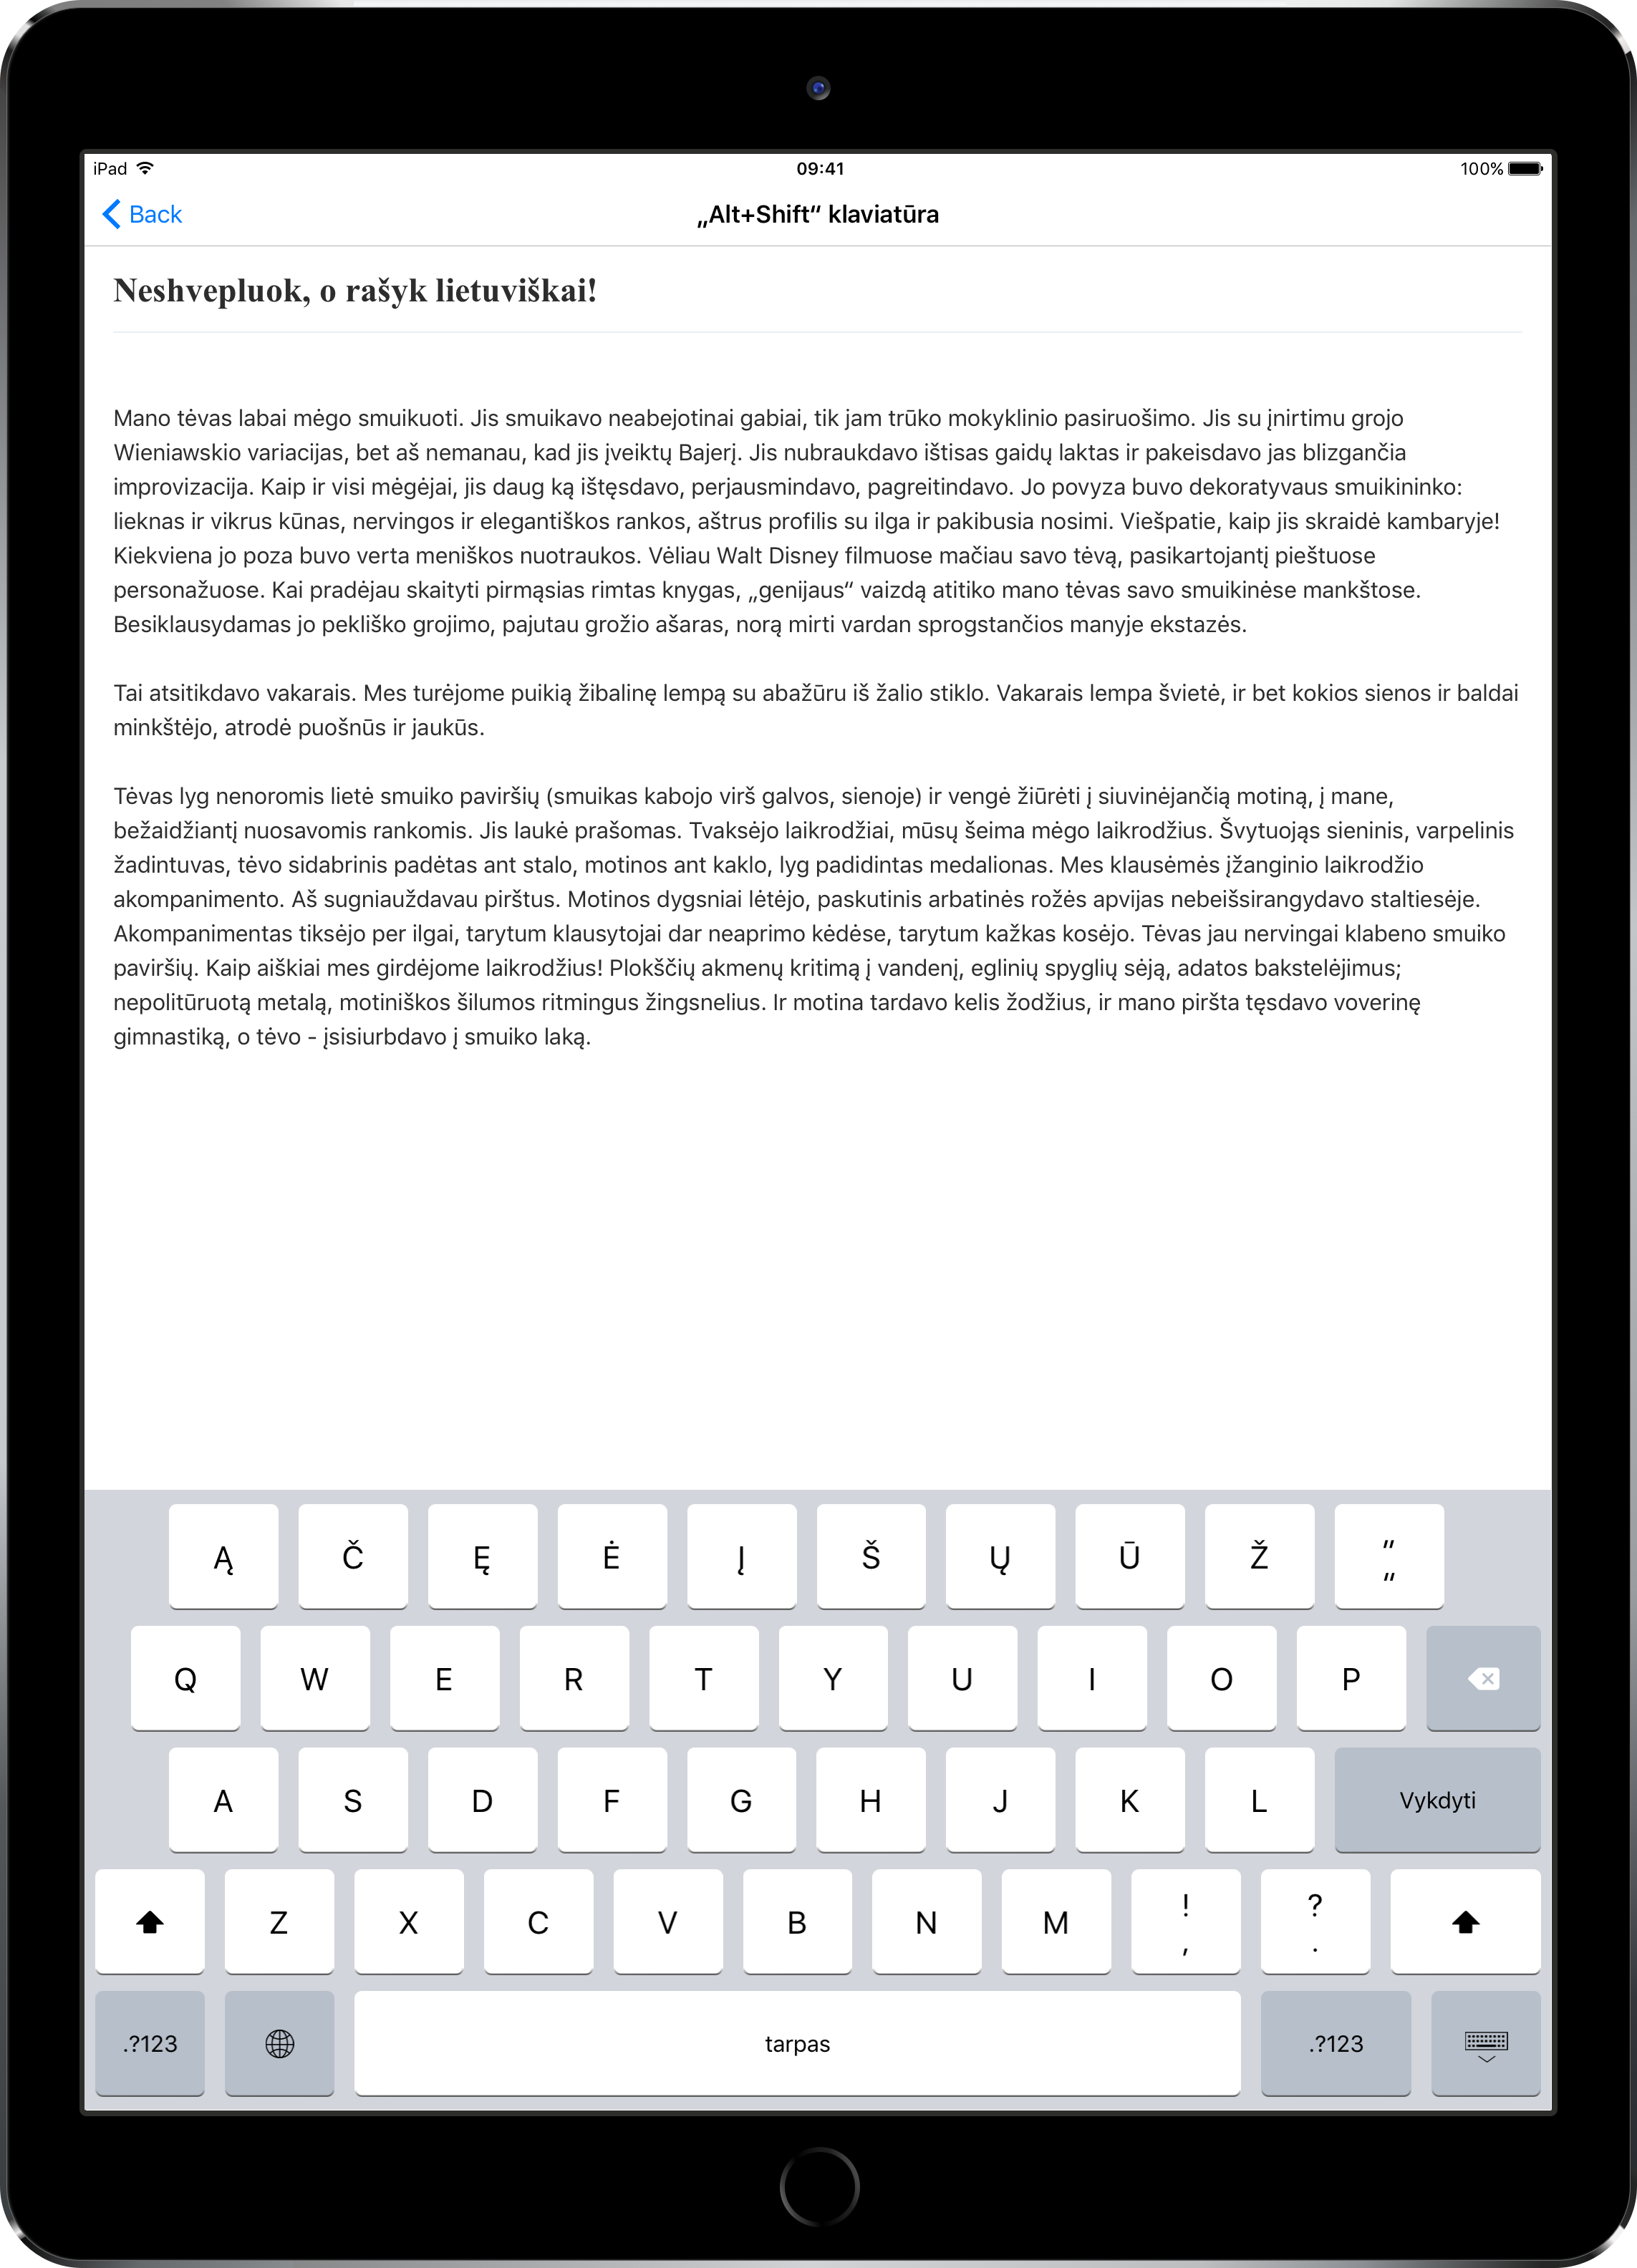 iPad 09:41 100%
Back „Alt+Shift“ klaviatūra
Neshvepluok, o rašyk lietuviškai!
Mano tėvas labai mėgo smuikuoti. Jis smuikavo neabejotinai gabiai, tik jam trūko mokyklinio pasiruošimo. Jis su įnirtimu grojo
Wieniawskio variacijas, bet aš nemanau, kad jis įveiktų Bajerį. Jis nubraukdavo ištisas gaidų laktas ir pakeisdavo jas blizgančia
improvizacija. Kaip ir visi mėgėjai, jis daug ką ištęsdavo, perjausmindavo, pagreitindavo. Jo povyza buvo dekoratyvaus smuikininko:
lieknas ir vikrus kūnas, nervingos ir elegantiškos rankos, aštrus profilis su ilga ir pakibusia nosimi. Viešpatie, kaip jis skraidė kambaryje!
Kiekviena jo poza buvo verta meniškos nuotraukos. Vėliau Walt Disney filmuose mačiau savo tėvą, pasikartojantį pieštuose
personažuose. Kai pradėjau skaityti pirmąsias rimtas knygas, „genijaus“ vaizdą atitiko mano tėvas savo smuikinėse mankštose.
Besiklausydamas jo pekliško grojimo, pajutau grožio ašaras, norą mirti vardan sprogstančios manyje ekstazės.
Tai atsitikdavo vakarais. Mes turėjome puikią žibalinę lempą su abažūru iš žalio stiklo. Vakarais lempa švietė, ir bet kokios sienos ir baldai
minkštėjo, atrodė puošnūs ir jaukūs.
Tėvas lyg nenoromis lietė smuiko paviršių (smuikas kabojo virš galvos, sienoje) ir vengė žiūrėti į siuvinėjančią motiną, į mane,
bežaidžiantį nuosavomis rankomis. Jis laukė prašomas. Tvaksėjo laikrodžiai, mūsų šeima mėgo laikrodžius. Švytuojąs sieninis, varpelinis
žadintuvas, tėvo sidabrinis padėtas ant stalo, motinos ant kaklo, lyg padidintas medalionas. Mes klausėmės įžanginio laikrodžio
akompanimento. Aš sugniauždavau pirštus. Motinos dygsniai lėtėjo, paskutinis arbatinės rožės apvijas nebeišsirangydavo staltiesėje.
Akompanimentas tiksėjo per ilgai, tarytum klausytojai dar neaprimo kėdėse, tarytum kažkas kosėjo. Tėvas jau nervingai klabeno smuiko
paviršių. Kaip aiškiai mes girdėjome laikrodžius! Plokščių akmenų kritimą į vandenį, eglinių spyglių sėją, adatos bakstelėjimus;
nepolitūruotą metalą, motiniškos šilumos ritmingus žingsnelius. Ir motina tardavo kelis žodžius, ir mano piršta tęsdavo voverinę
gimnastiką, o tėvo - įsisiurbdavo į smuiko laką.
Ą Č Ę Ė Į Š Ų Ū Ž " “
Q W E R T Y U I O P
A S D F G H J K L Vykdyti
Z X C V B N M ! , ? .
.?123 tarpas .?123